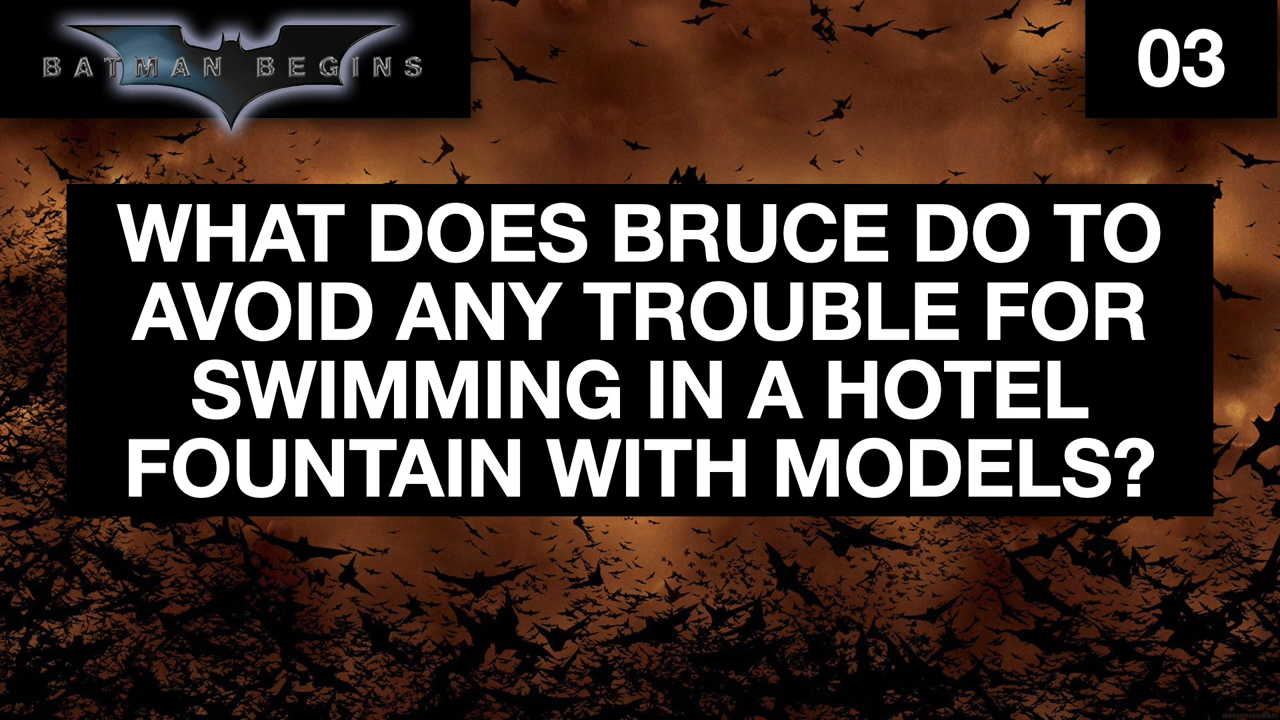 BATMAN BEGINS
03
WHAT DOES BRUCE DO TO
AVOID ANY TROUBLE FOR
SWIMMING IN A HOTEL
FOUNTAIN WITH MODELS?